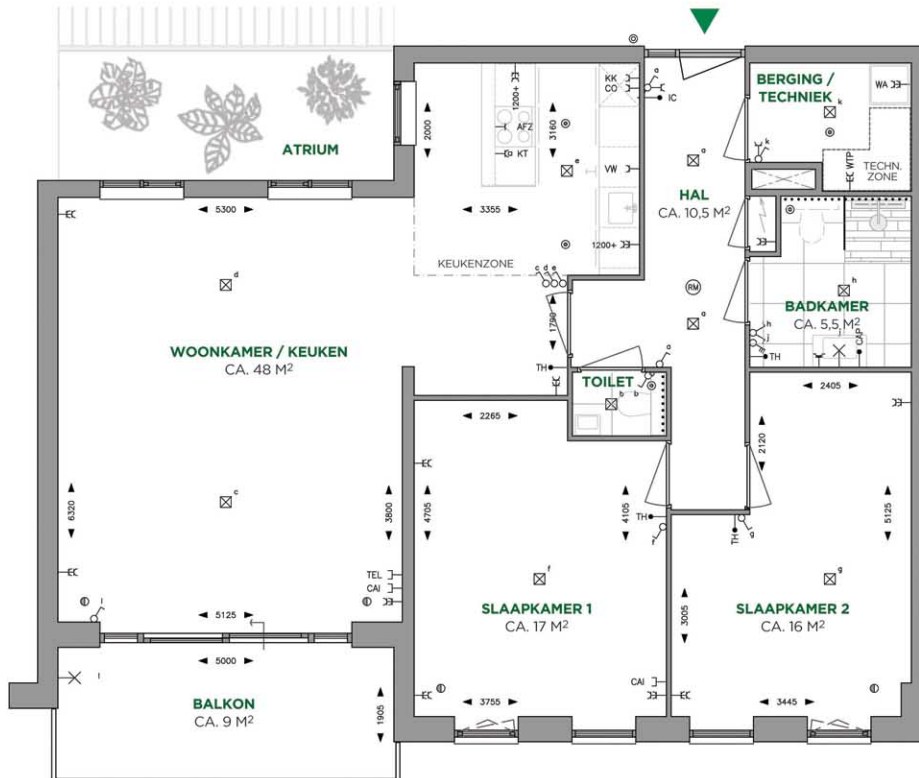 ATRIUM
2000
1200+
AFZ
KT
3160
KK
CO
a
IC
e
VW
3355
1200+
KEUKENZONE
c d e
HAL
CA. 10,5 M²
a
RM
a
a
BERGING /
TECHNIEK
WA
k
k
WTP
TECHN.
ZONE
h
BADKAMER
CA. 5,5 M²
h
j
m
j
CAP
TH
5300
d
WOONKAMER / KEUKEN
CA. 48 M²
1790
TH
TOILET
b
b
b
2265
2405
2120
6320
c
3800
4705
4105
5125
TH
f
TH
g
TEL
CAI
f
g
SLAAPKAMER 1
CA. 17 M²
SLAAPKAMER 2
CA. 16 M²
3005
l
5125
5000
l
BALKON
CA. 9 M²
1905
CAI
3755
3445